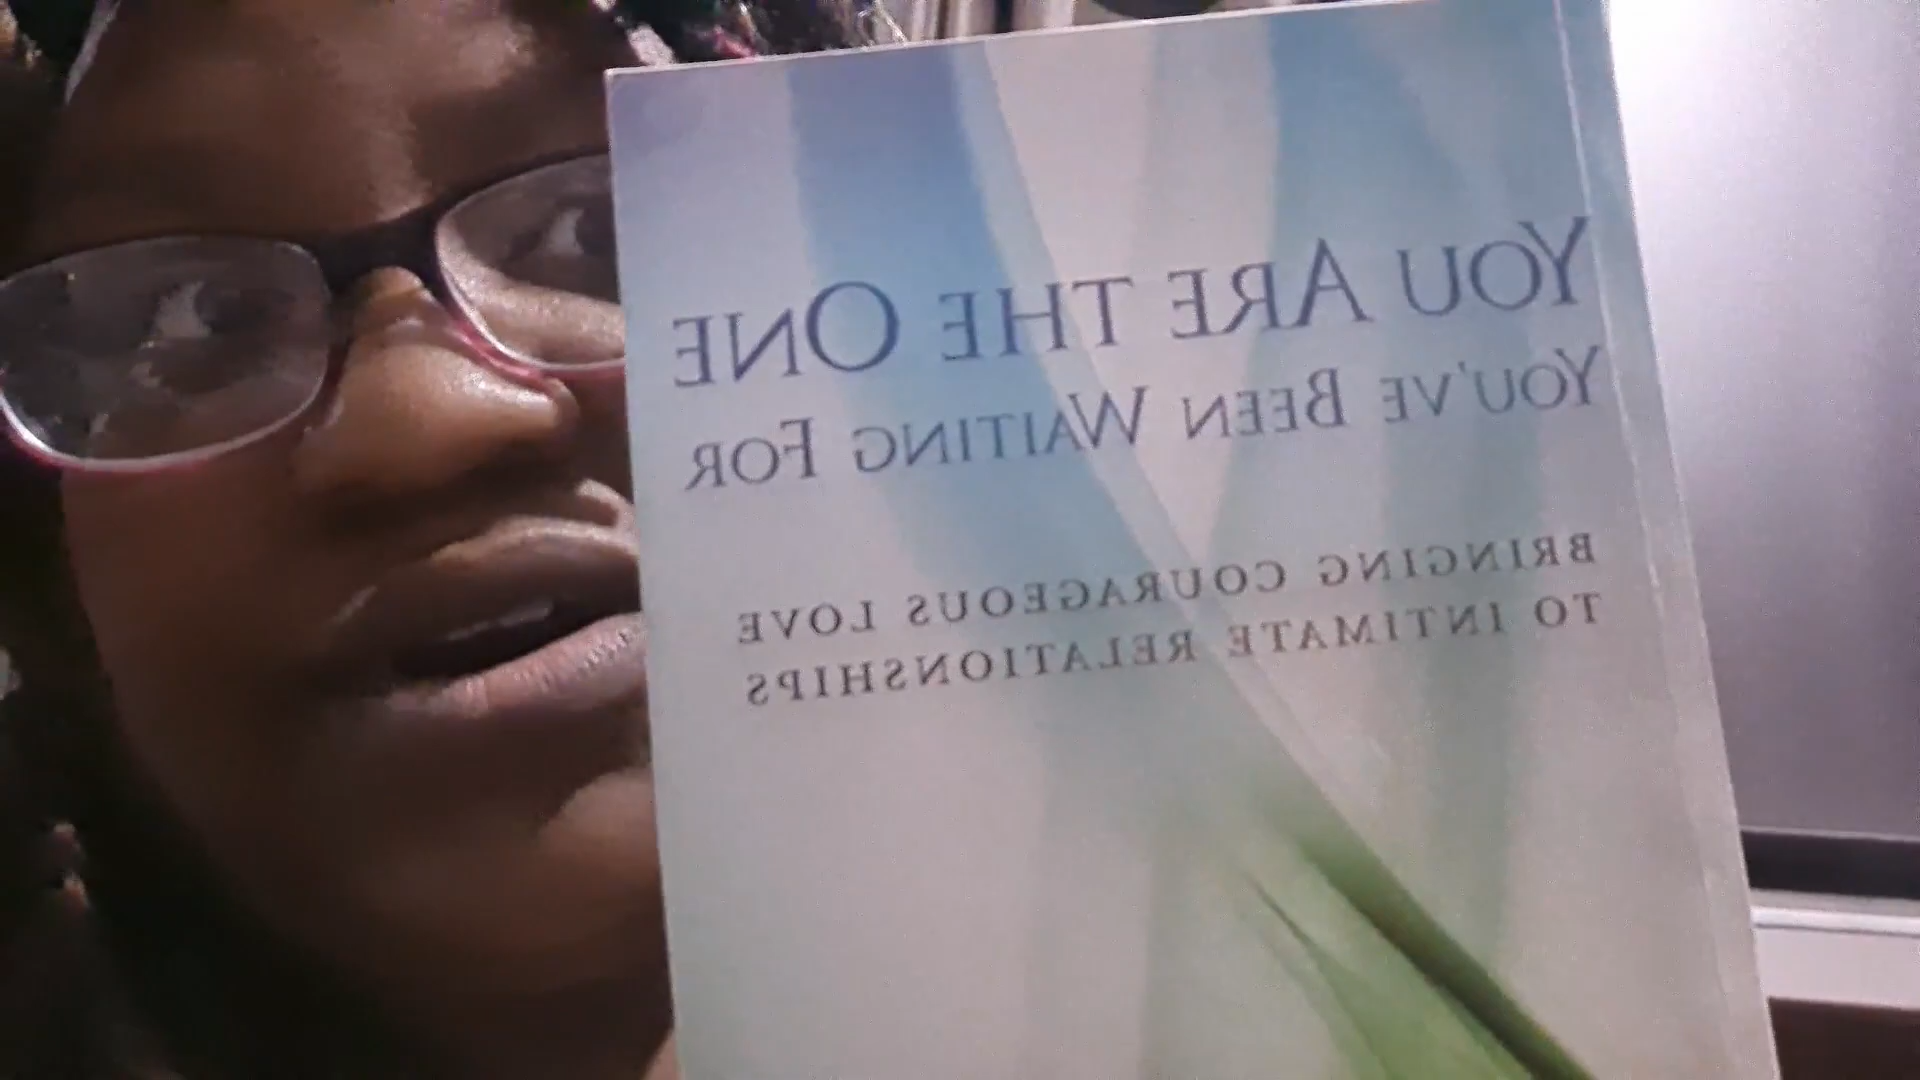 YOU ARE THE ONE
YOU'VE BEEN WAITING FOR
BRINGING COURAGEOUS LOVE
TO INTIMATE RELATIONSHIPS